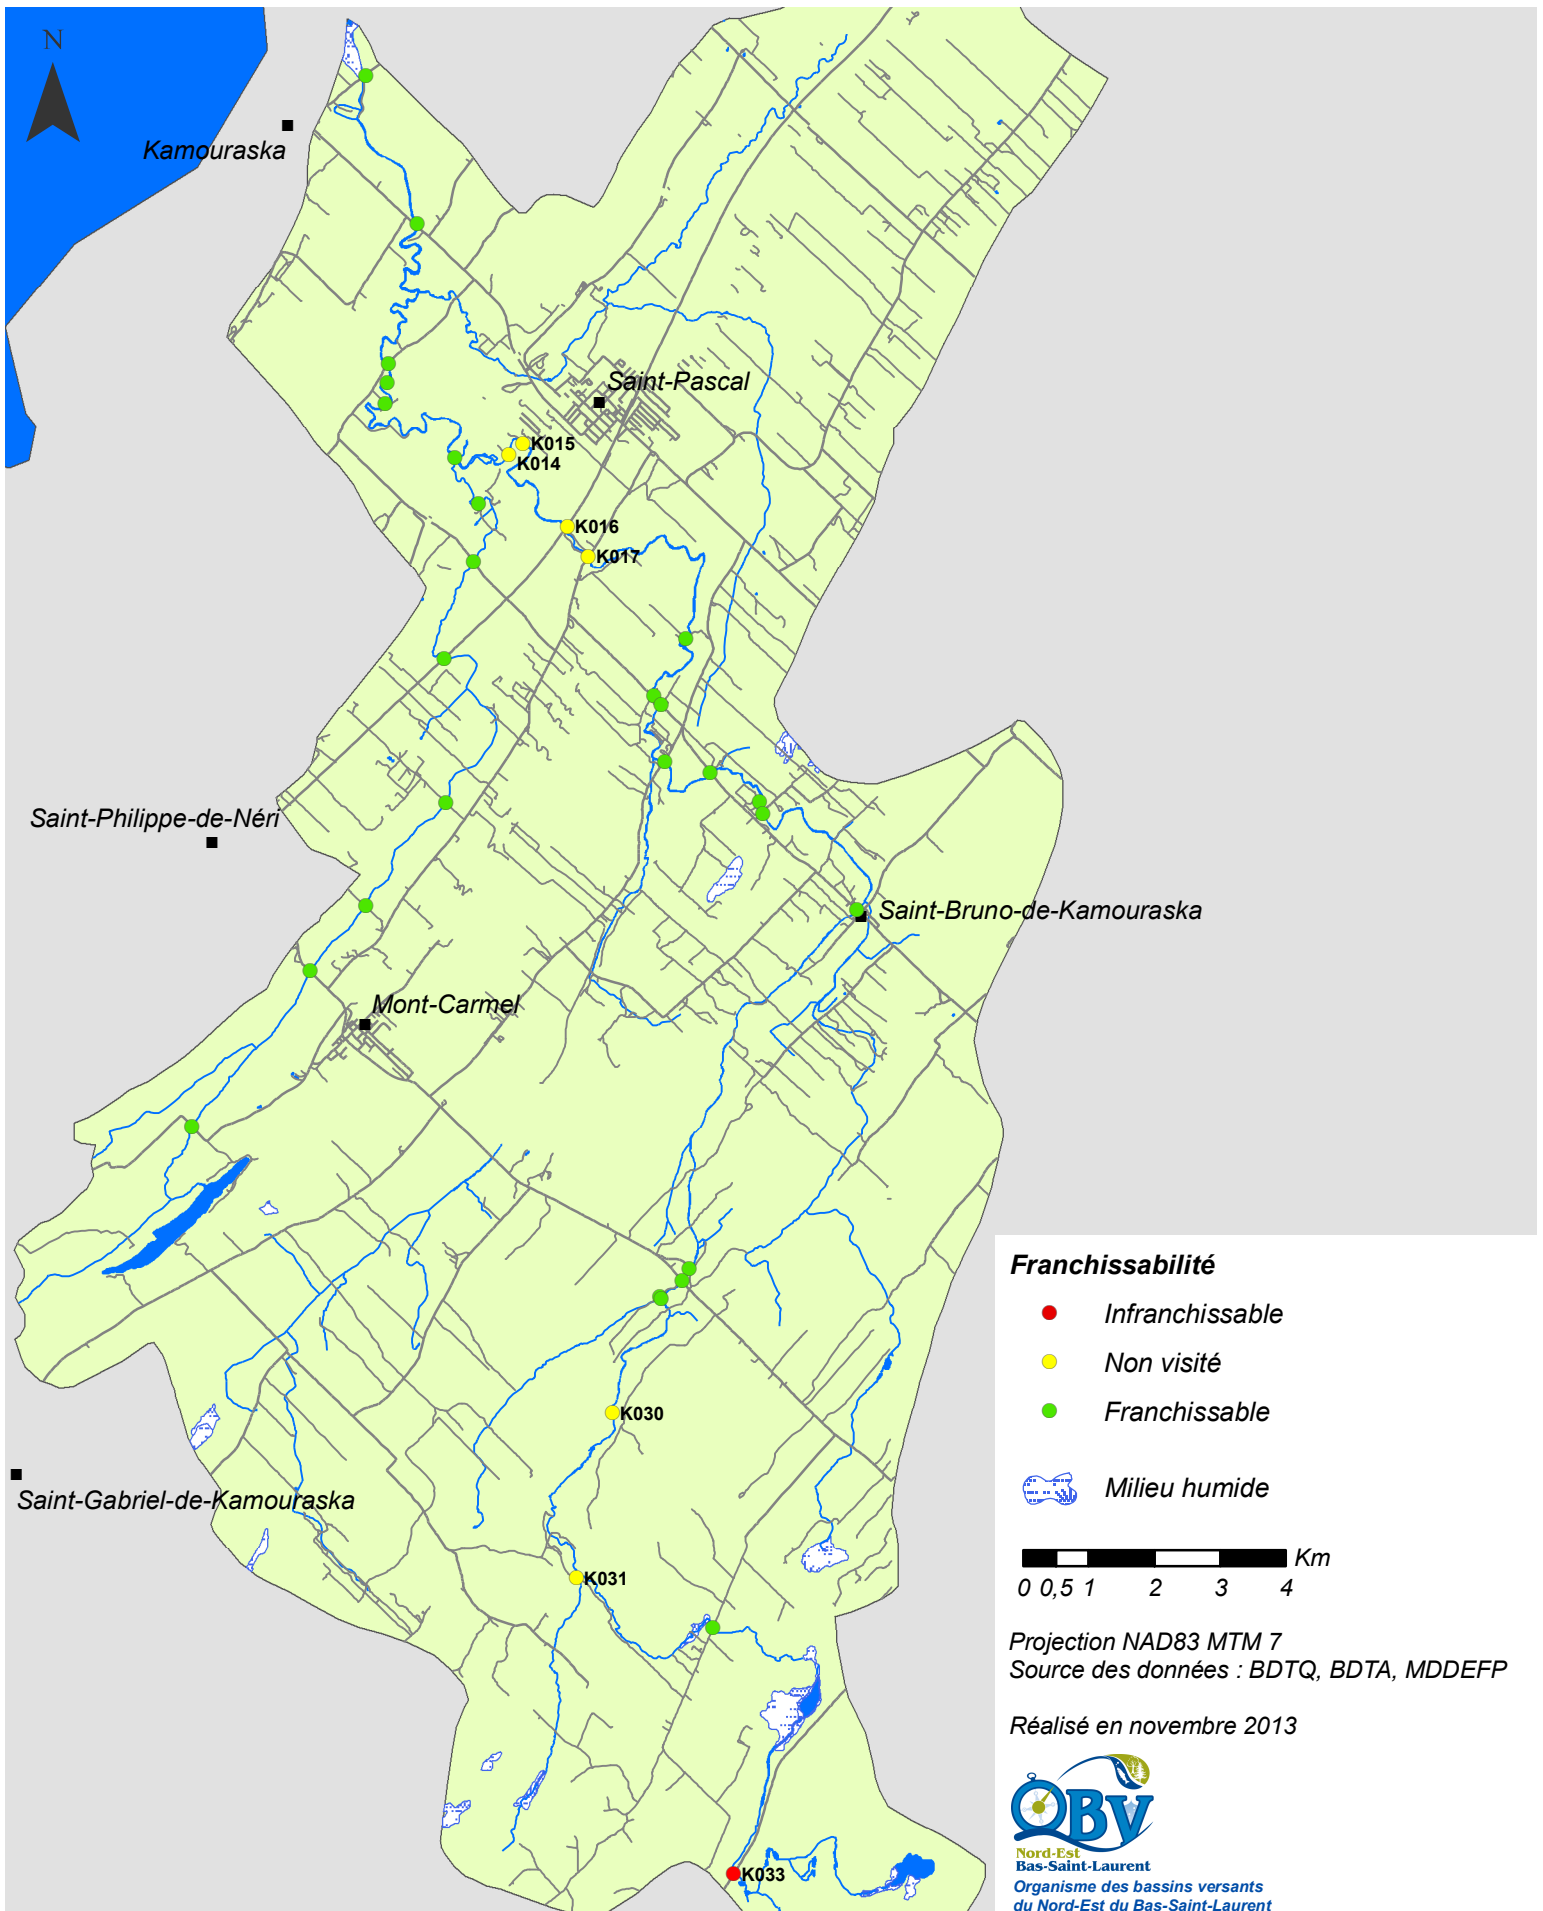 N
Kamouraska
Saint-Pascal
K015
K014
K016
K017
Saint-Philippe-de-Néri
Saint-Bruno-de-Kamouraska
Mont-Carmel
Franchissabilité
Infranchissable
Non visité
Franchissable
K030
Milieu humide
Saint-Gabriel-de-Kamouraska
Km
0 0,5 1 2 3 4
K031
Projection NAD83 MTM 7
Source des données : BDTQ, BDTA, MDDEFP
Réalisé en novembre 2013
OBV
Nord-Est
Bas-Saint-Laurent
K033
Organisme des bassins versants
du Nord-Est du Bas-Saint-Laurent